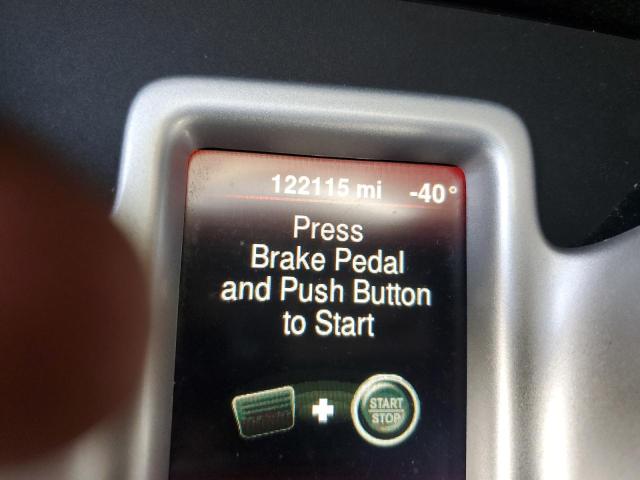 122115 mi -40°
Press
Brake Pedal
and Push Button
to Start
START
STOP